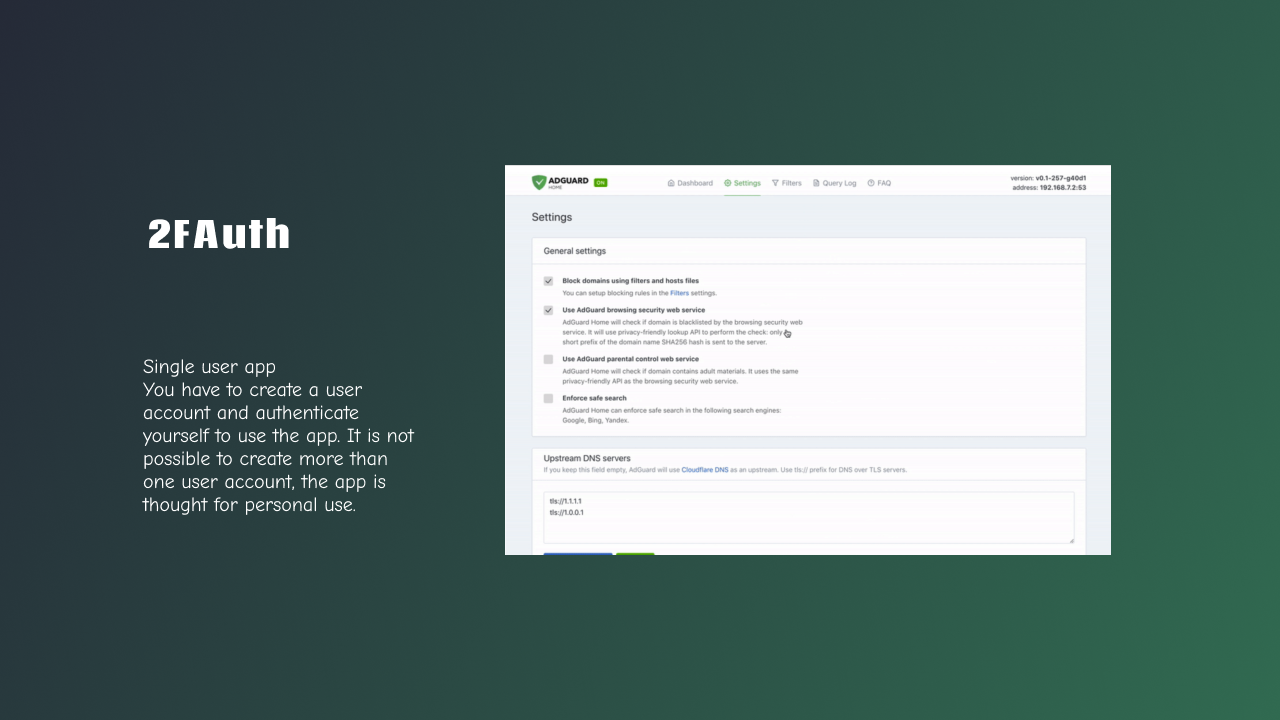 2FAuth
Single user app
You have to create a user
account and authenticate
yourself to use the app. It is not
possible to create more than
one user account, the app is
thought for personal use.
ADGUARD
HOME
ON
Dashboard
Settings
Filters
Query Log
FAQ
version: v0.1-257-g40d1
address: 192.168.7.2:53
Settings
General settings
Block domains using filters and hosts files
You can setup blocking rules in the Filters settings.
Use AdGuard browsing security web service
AdGuard Home will check if domain is blacklisted by the browsing security web
service. It will use privacy-friendly lookup API to perform the check: only
short prefix of the domain name SHA256 hash is sent to the server.
Use AdGuard parental control web service
AdGuard Home will check if domain contains adult materials. It uses the same
privacy-friendly API as the browsing security web service.
Enforce safe search
AdGuard Home can enforce safe search in the following search engines:
Google, Bing, Yandex.
Upstream DNS servers
If you keep this field empty, AdGuard will use Cloudflare DNS as an upstream. Use tls:// prefix for DNS over TLS servers.
tls://1.1.1.1
tls://1.0.0.1